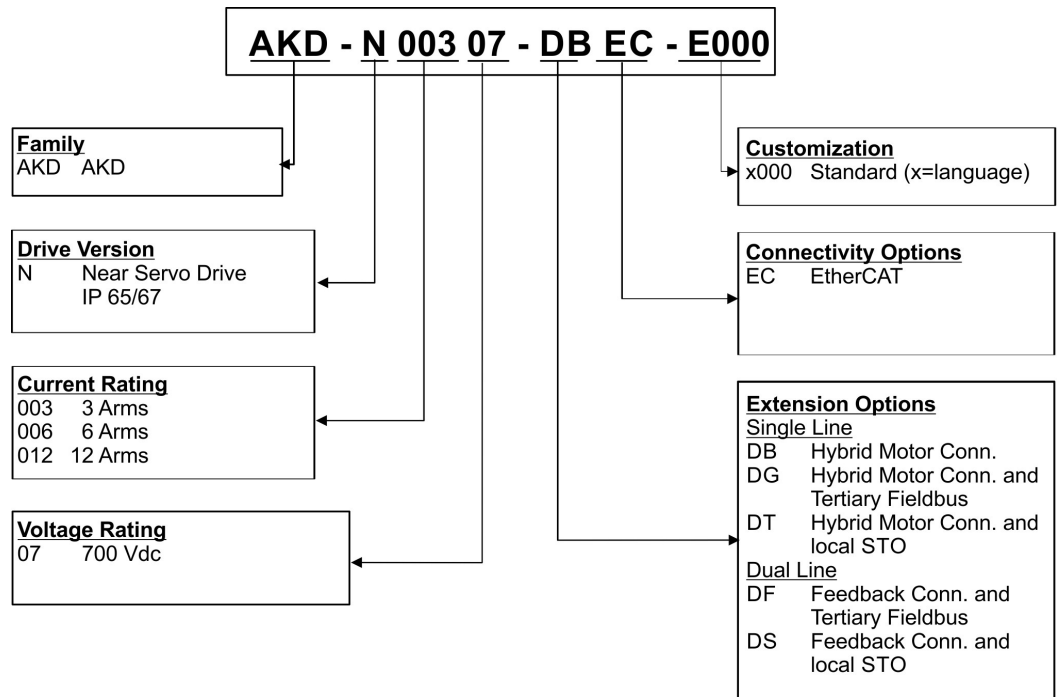 AKD - N 003 07 - DB EC - E000
Family
AKD AKD
Drive Version
N Near Servo Drive
IP 65/67
Current Rating
003 3 Arms
006 6 Arms
012 12 Arms
Voltage Rating
07 700 Vdc
Customization
x000 Standard (x=language)
Connectivity Options
EC EtherCAT
Extension Options
Single Line
DB Hybrid Motor Conn.
DG Hybrid Motor Conn. and
Tertiary Fieldbus
DT Hybrid Motor Conn. and
local STO
Dual Line
DF Feedback Conn. and
Tertiary Fieldbus
DS Feedback Conn. and
local STO